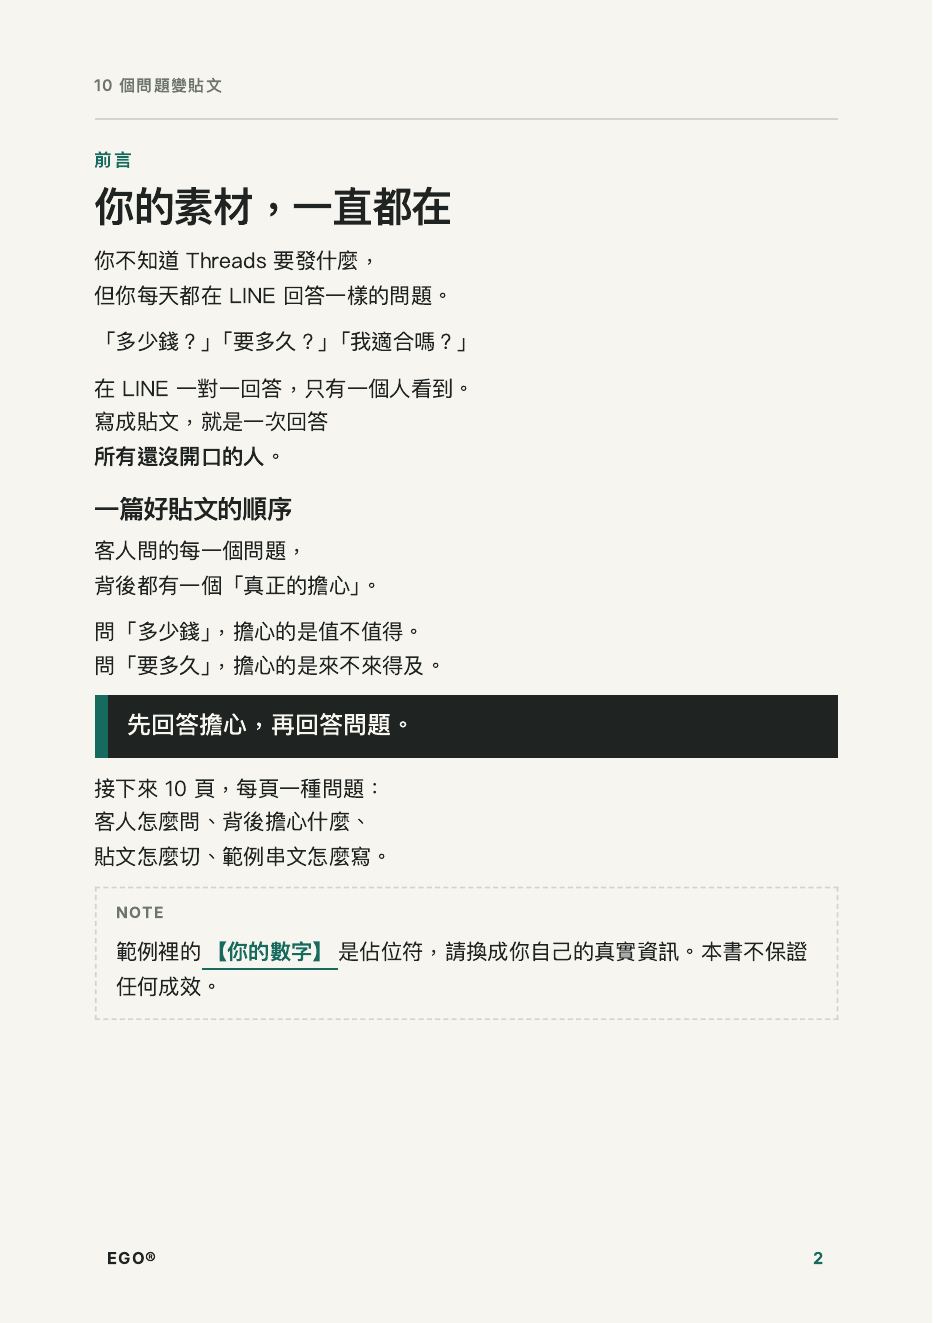 10 個問題變貼文
前言
你的素材，一直都在
你不知道 Threads 要發什麼，
但你每天都在 LINE 回答一樣的問題。
「多少錢？」「要多久？」「我適合嗎？」
在 LINE 一對一回答，只有一個人看到。
寫成貼文，就是一次回答
所有還沒開口的人。
一篇好貼文的順序
客人問的每一個問題，
背後都有一個「真正的擔心」。
問「多少錢」，擔心的是值不值得。
問「要多久」，擔心的是來不來得及。
先回答擔心，再回答問題。
接下來 10 頁，每頁一種問題：
客人怎麼問、背後擔心什麼、
貼文怎麼切、範例串文怎麼寫。
NOTE
範例裡的【你的數字】是佔位符，請換成你自己的真實資訊。本書不保證
任何成效。
EGO®
2